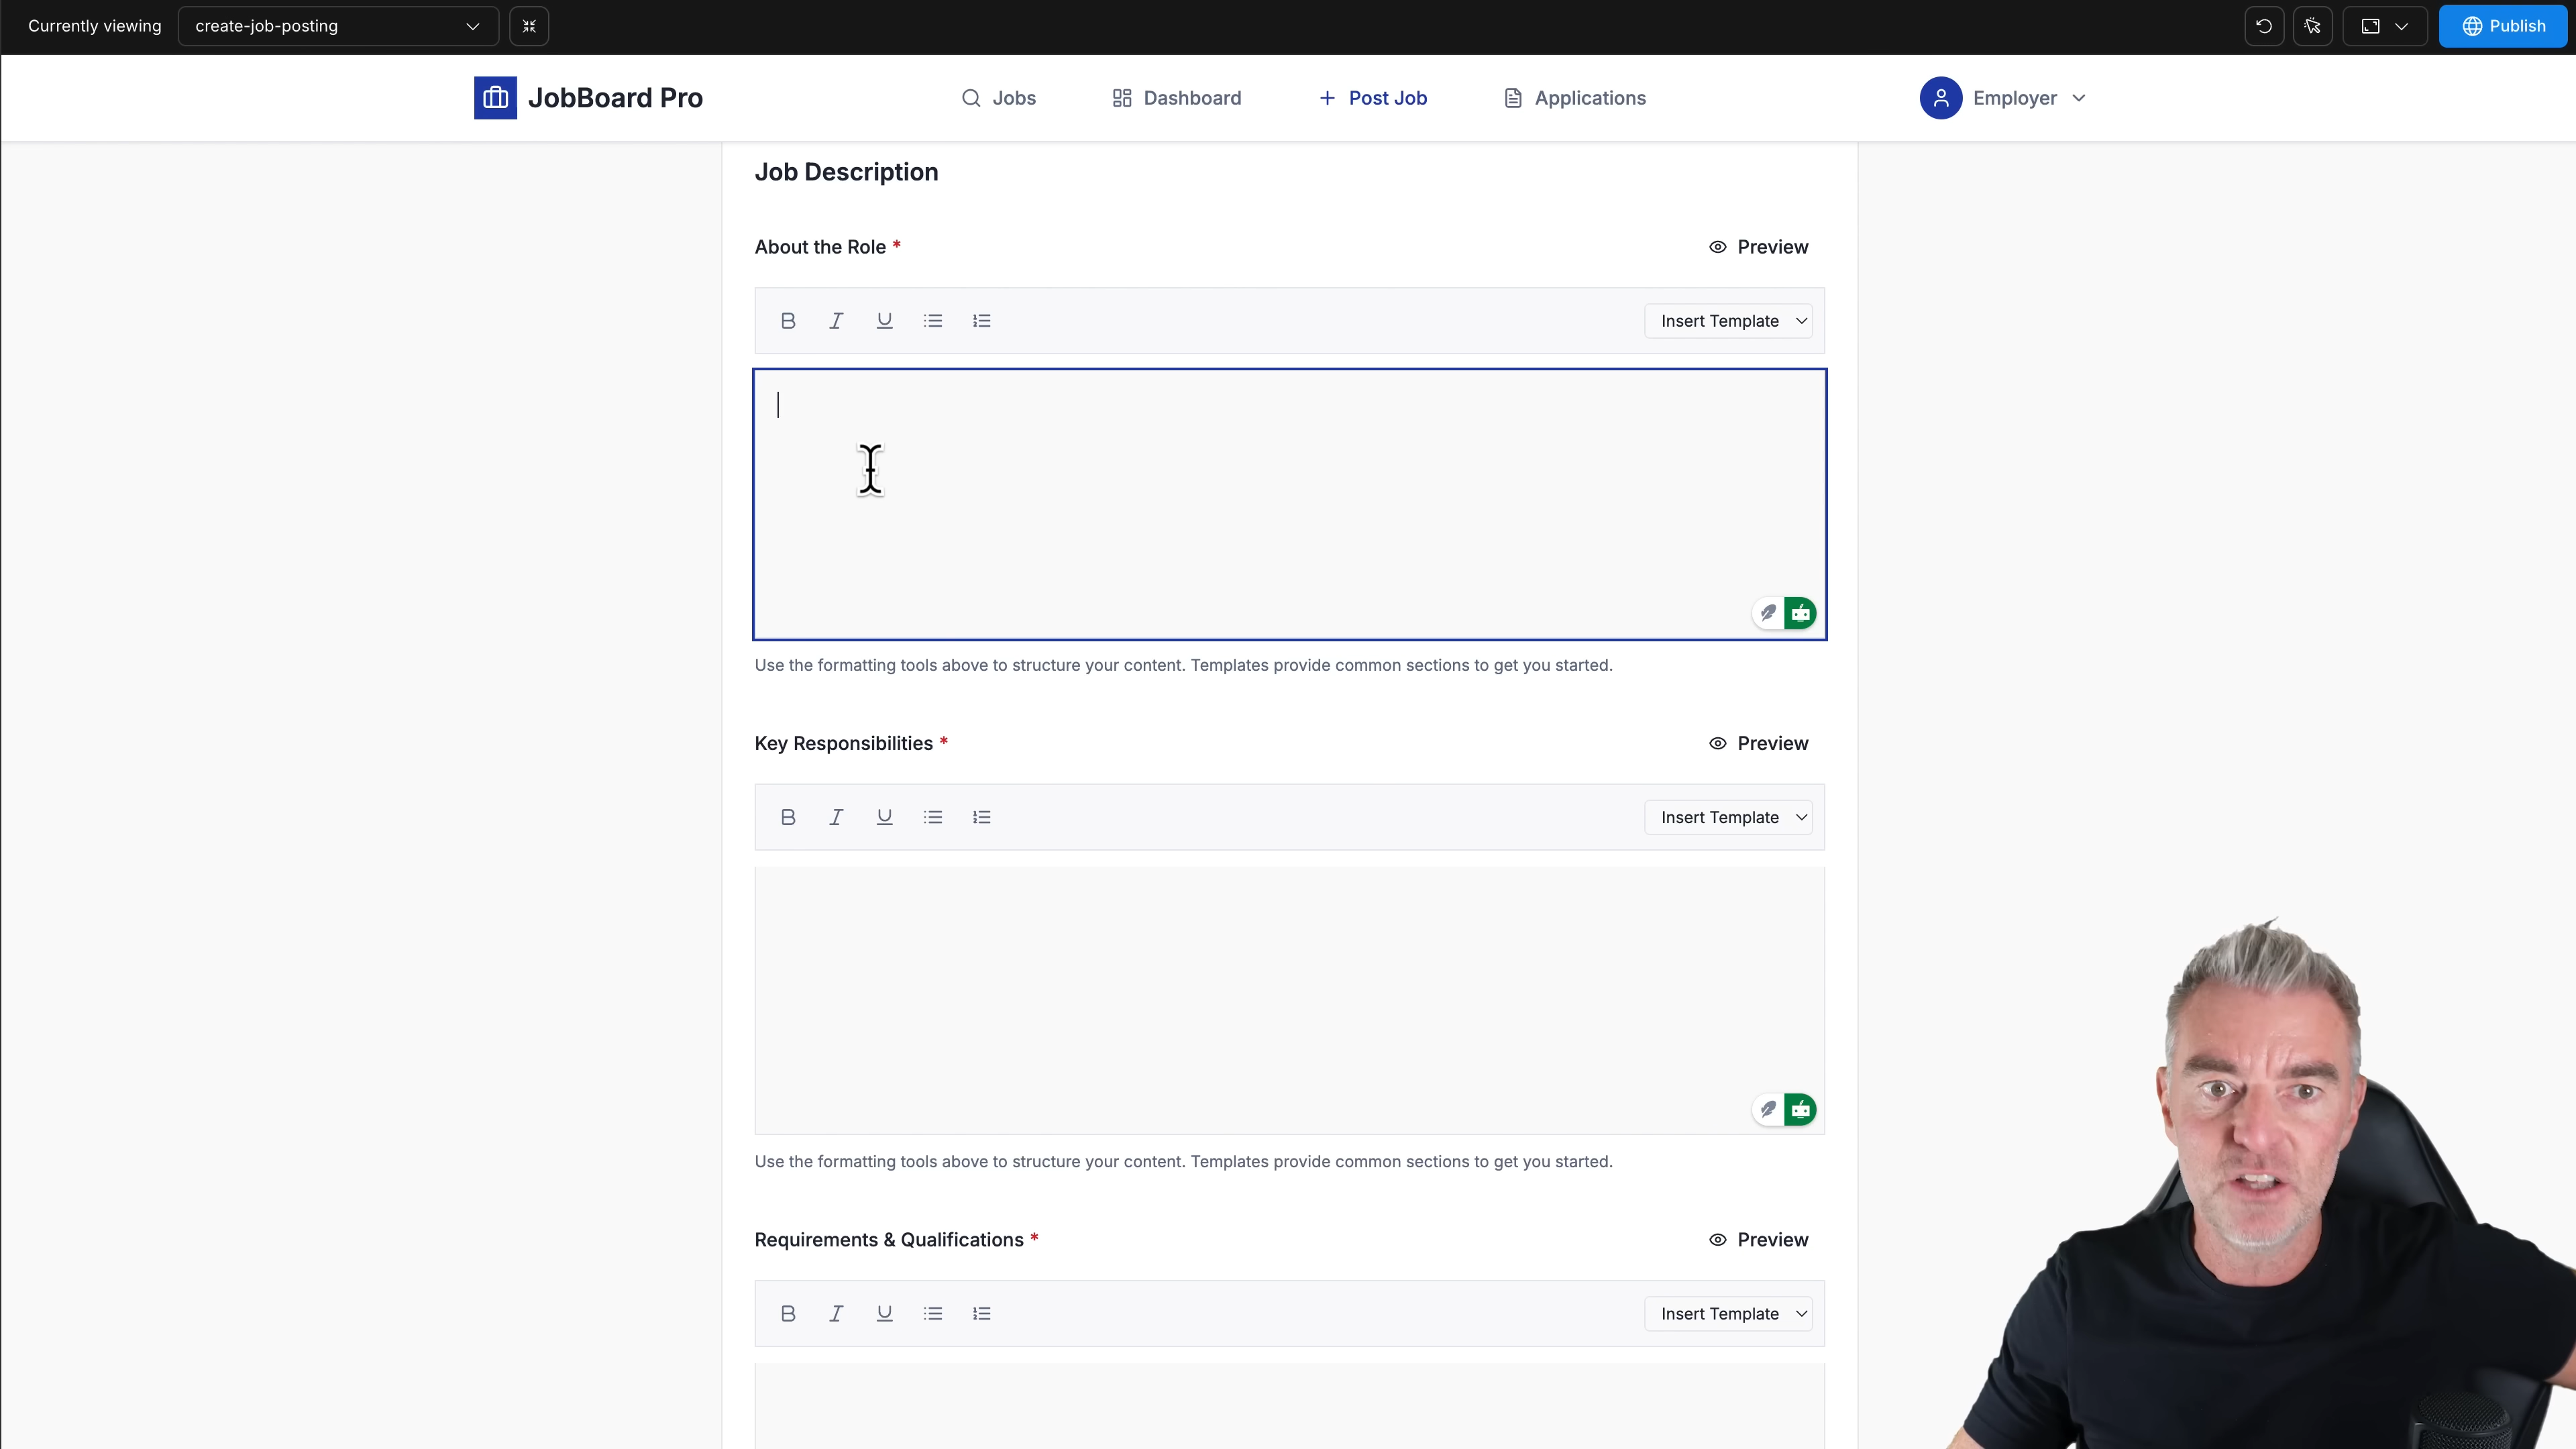 Currently viewing create-job-posting Publish
JobBoard Pro Jobs Dashboard Post Job Applications Employer
Job Description
About the Role * Preview
Insert Template
Use the formatting tools above to structure your content. Templates provide common sections to get you started.
Key Responsibilities * Preview
Insert Template
Use the formatting tools above to structure your content. Templates provide common sections to get you started.
Requirements & Qualifications * Preview
Insert Template